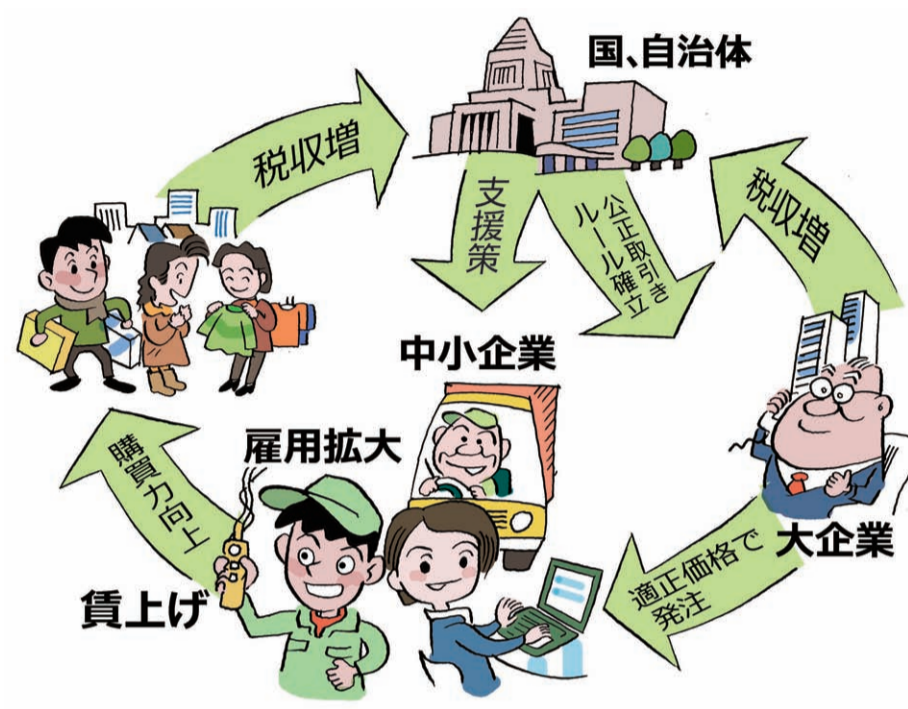 国、自治体
税収増
支援策
公正取引き
ルール確立
税収増
中小企業
雇用拡大
購買力向上
賃上げ
大企業
適正価格で
発注